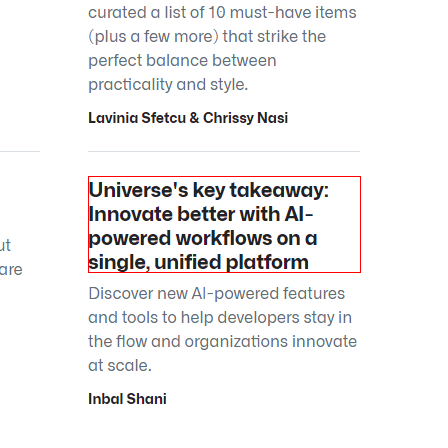 curated a list of 10 must-have items
(plus a few more) that strike the
perfect balance between
practicality and style.
Lavinia Sfetcu & Chrissy Nasi
Universe's key takeaway:
Innovate better with AI-
powered workflows on a
single, unified platform
Discover new AI-powered features
and tools to help developers stay in
the flow and organizations innovate
at scale.
Inbal Shani
are